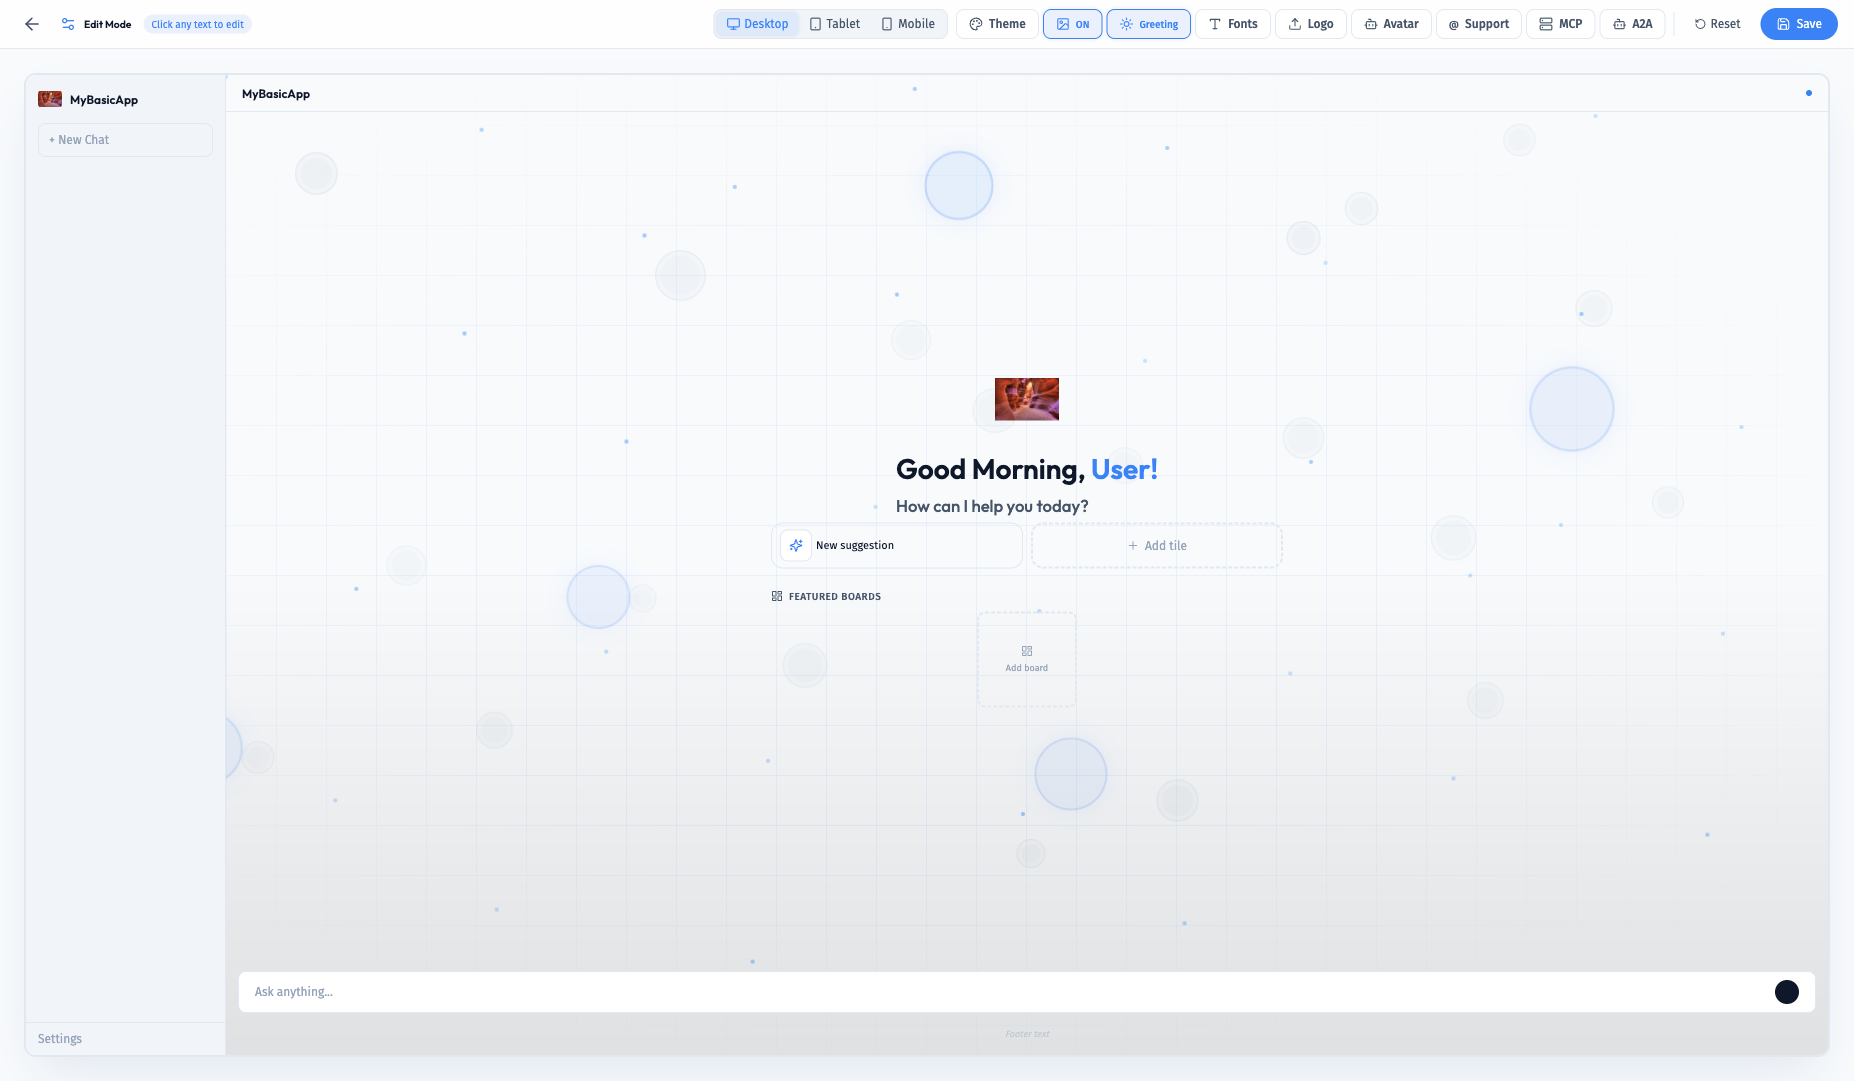 Edit Mode
Click any text to edit
Desktop
Tablet
Mobile
Theme
ON
Greeting
Fonts
Logo
Avatar
@ Support
MCP
A2A
Reset
Save
MyBasicApp
+ New Chat
Settings
MyBasicApp
Good Morning, User!
How can I help you today?
New suggestion
+ Add tile
FEATURED BOARDS
Add board
Ask anything...
Footer text